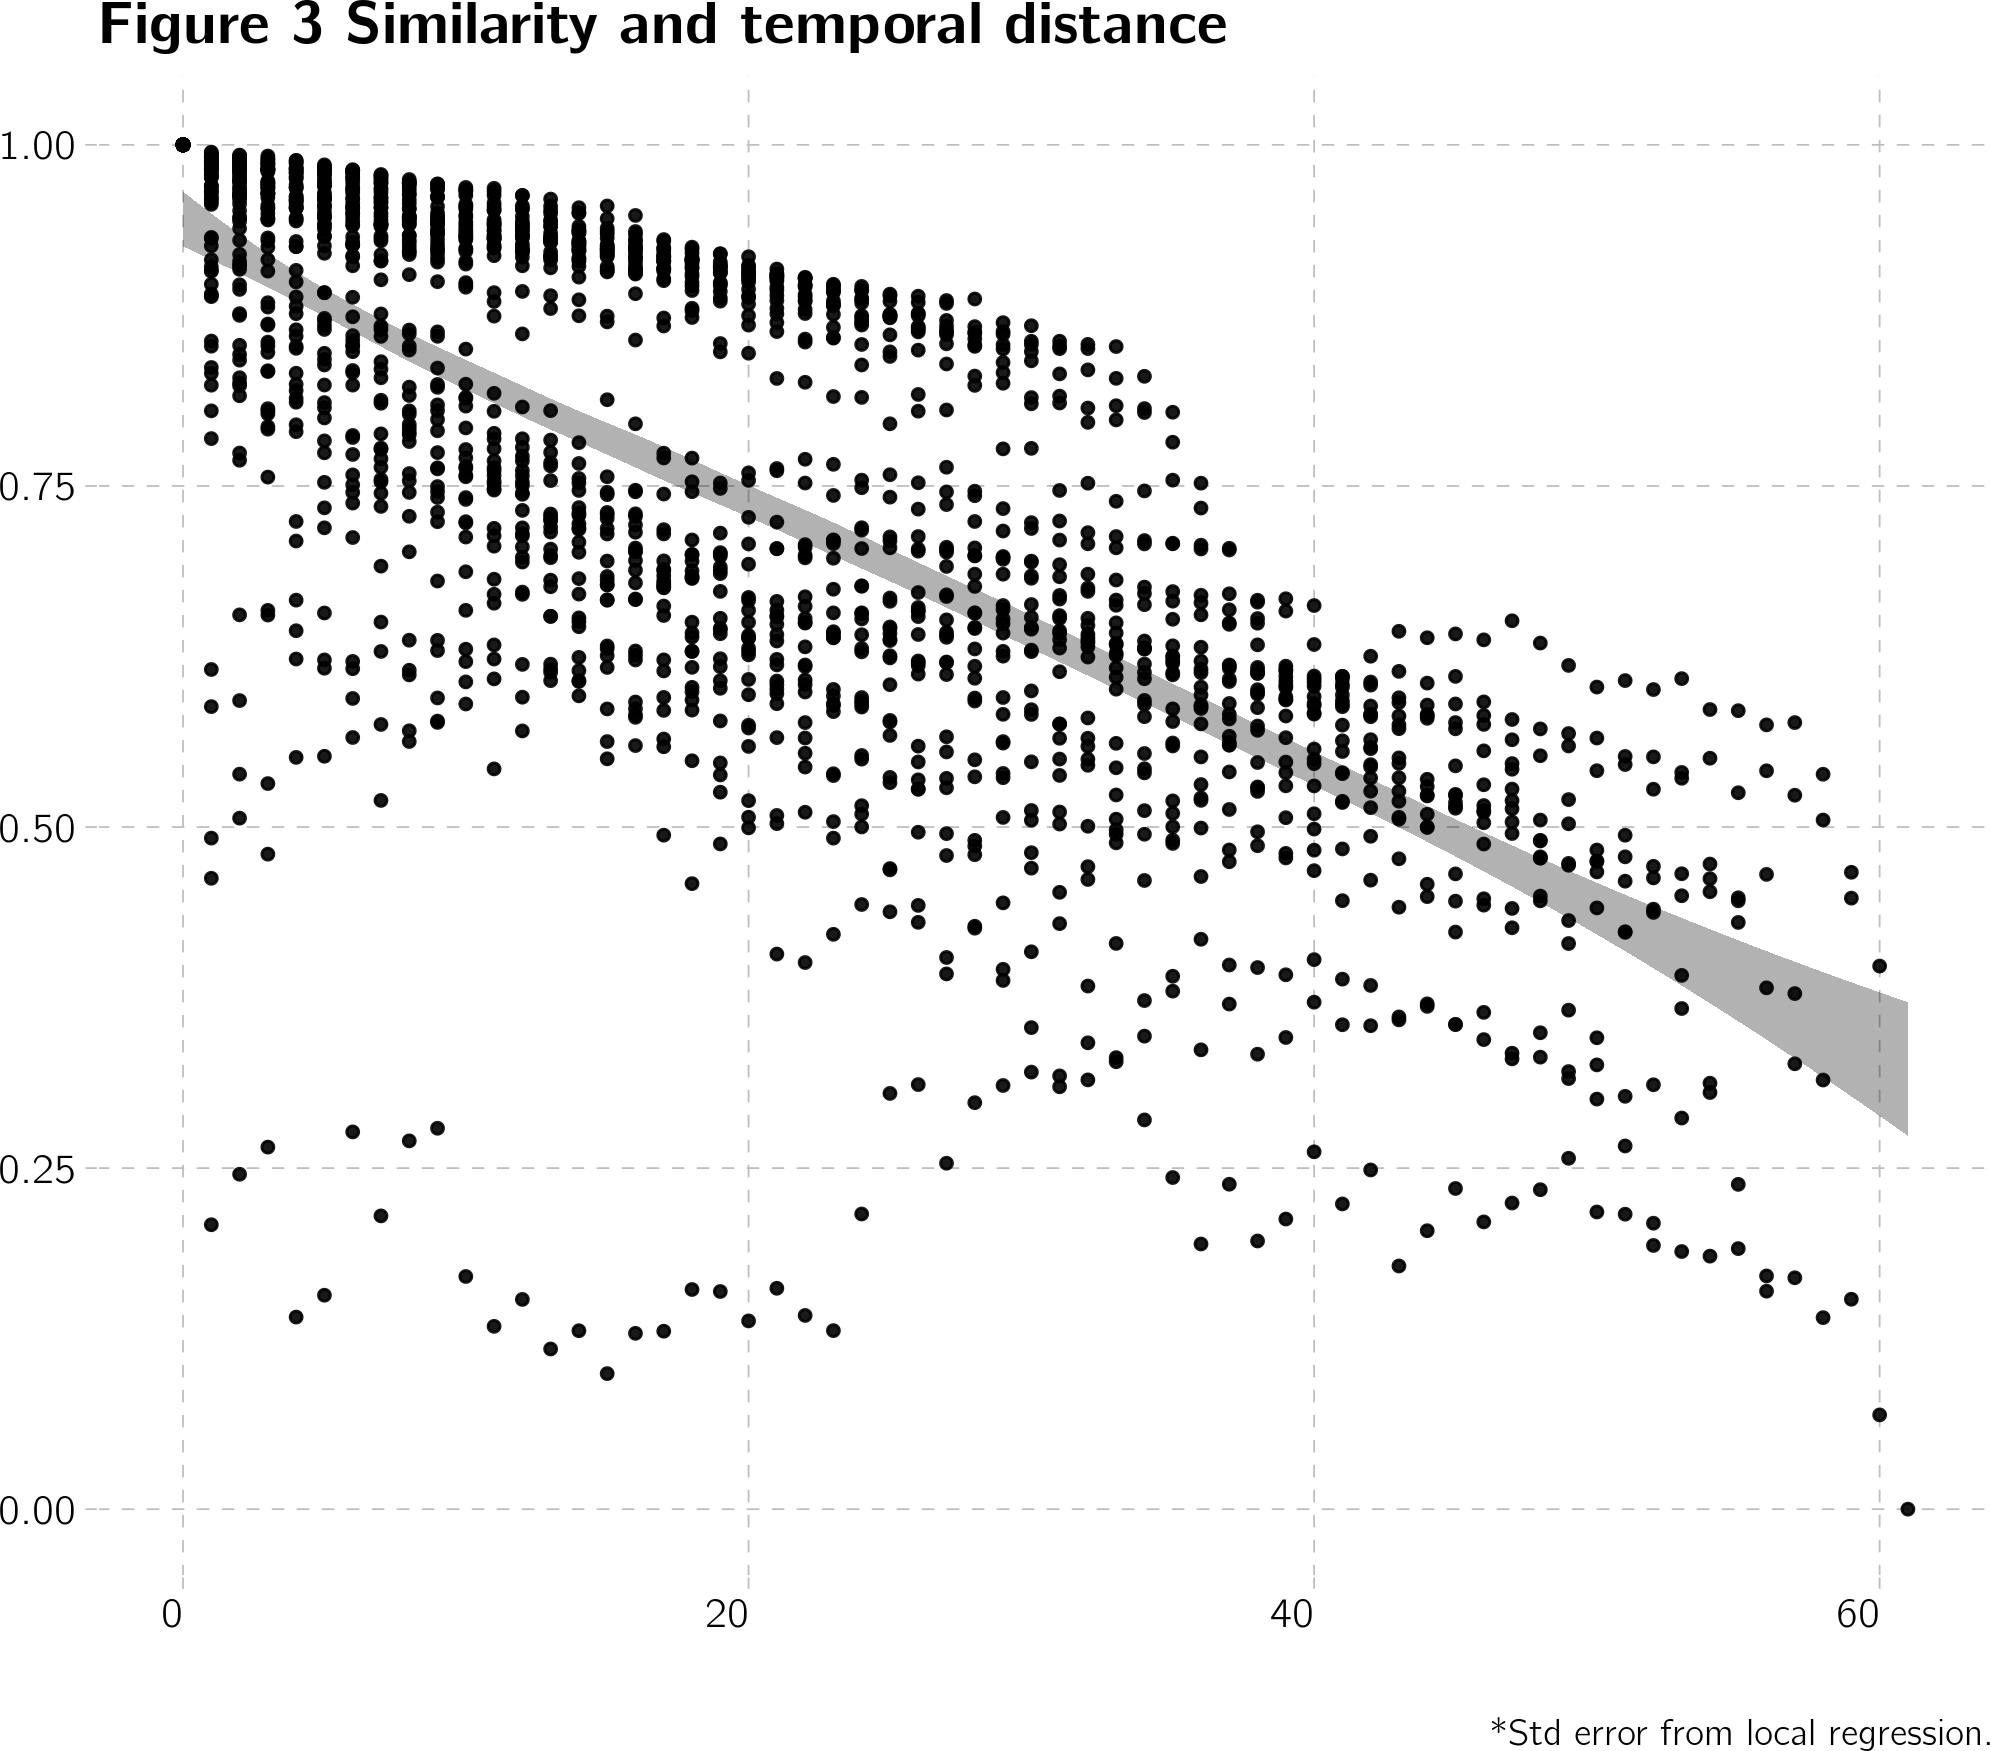 Figure 3 Similarity and temporal distance
1.00
0.75
0.50
0.25
0.00
0 20 40 60
*Std error from local regression.